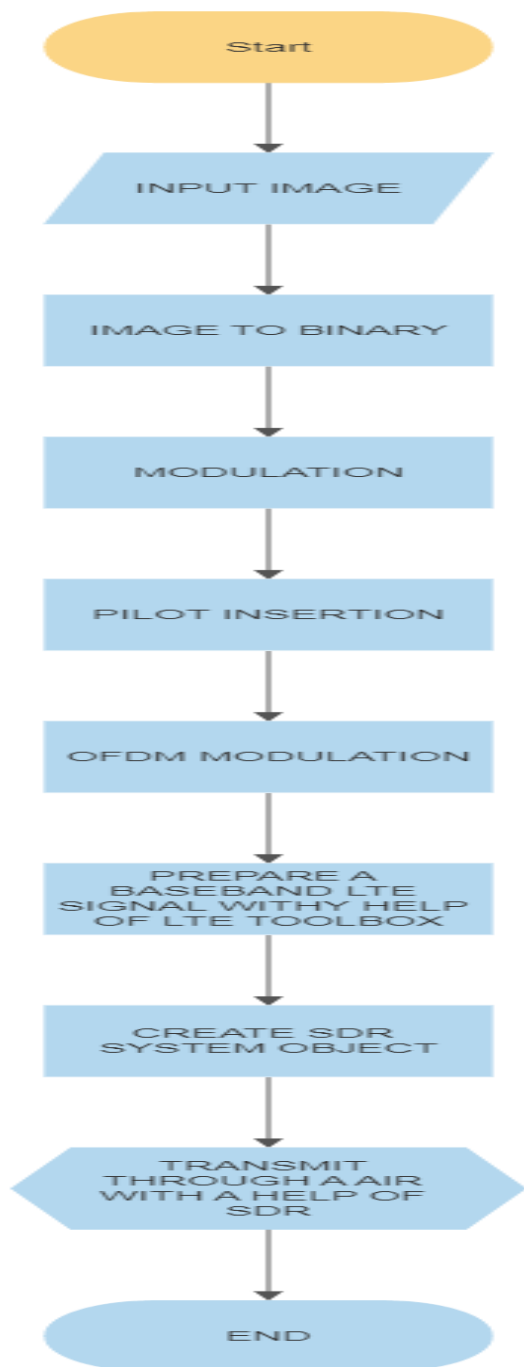 Start
INPUT IMAGE
IMAGE TO BINARY
MODULATION
PILOT INSERTION
OFDM MODULATION
PREPARE A
BASEBAND LTE
SIGNAL WITHY HELP
OF LTE TOOLBOX
CREATE SDR
SYSTEM OBJECT
TRANSMIT
THROUGH A AIR
WITH A HELP OF
SDR
END